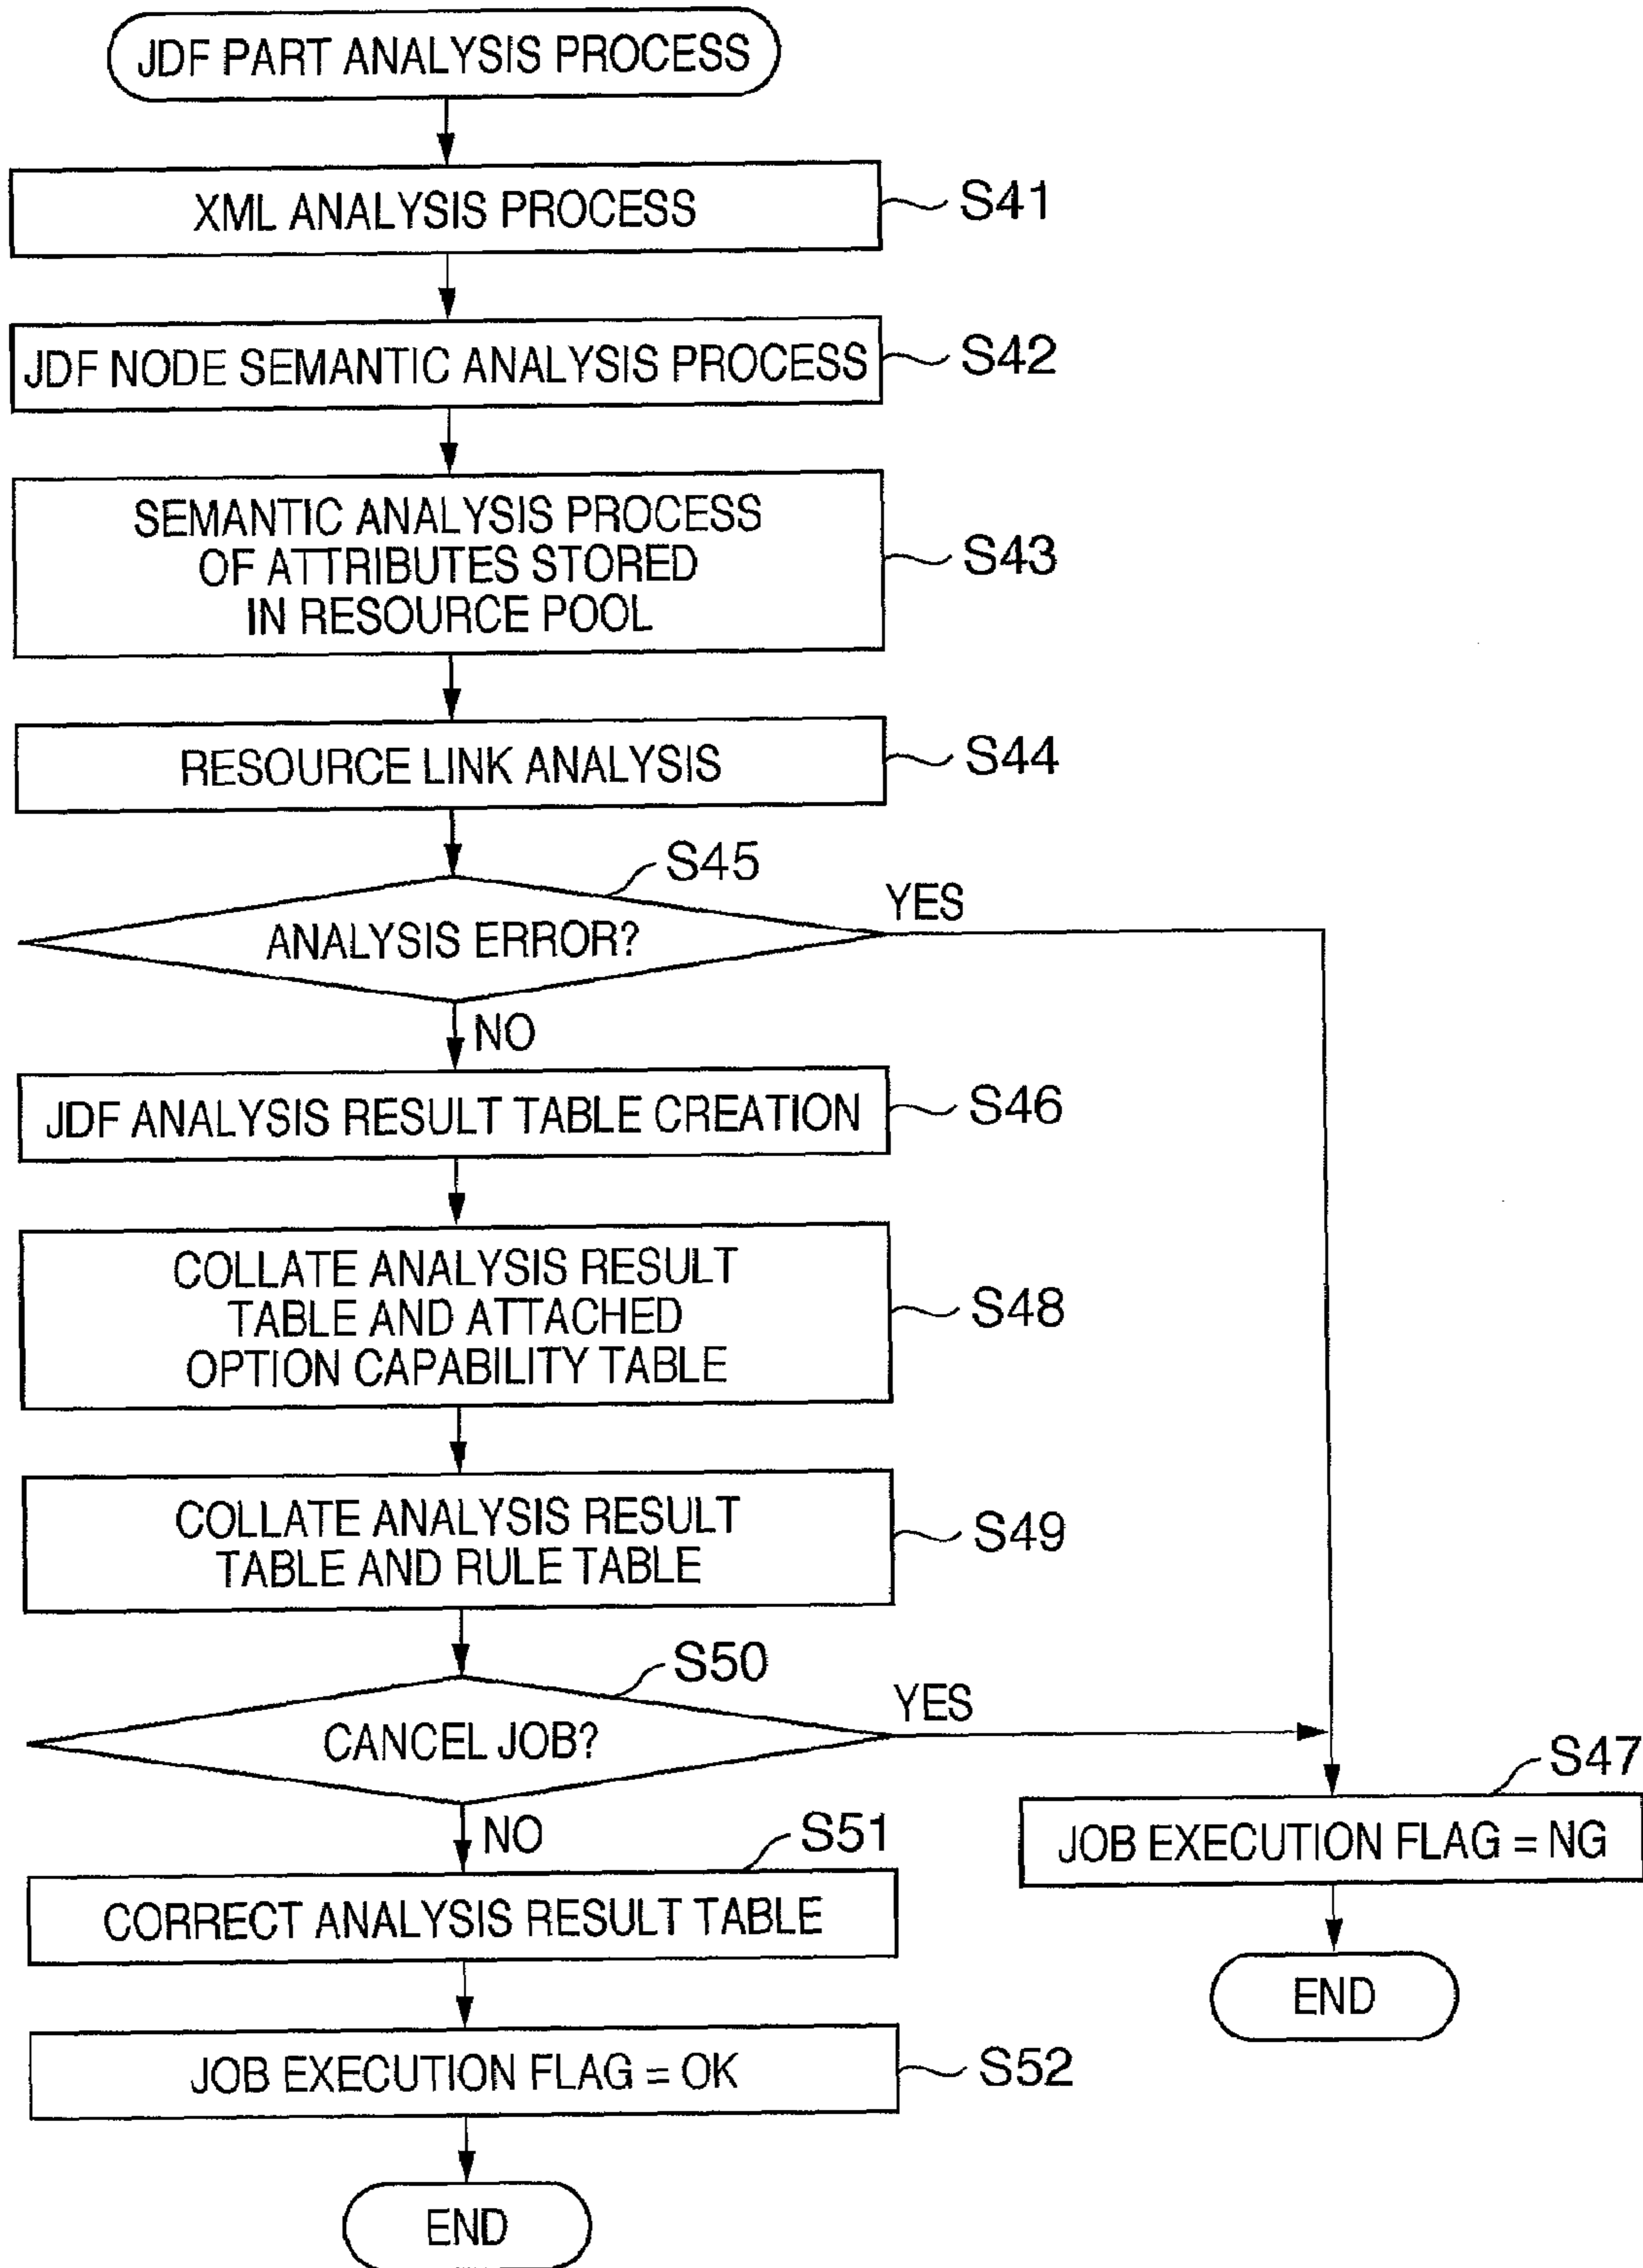 JDF PART ANALYSIS PROCESS
XML ANALYSIS PROCESS
S41
JDF NODE SEMANTIC ANALYSIS PROCESS
S42
SEMANTIC ANALYSIS PROCESS
OF ATTRIBUTES STORED
IN RESOURCE POOL
S43
RESOURCE LINK ANALYSIS
S44
S45
ANALYSIS ERROR?
YES
NO
JDF ANALYSIS RESULT TABLE CREATION
S46
COLLATE ANALYSIS RESULT
TABLE AND ATTACHED
OPTION CAPABILITY TABLE
S48
COLLATE ANALYSIS RESULT
TABLE AND RULE TABLE
S49
S50
CANCEL JOB?
YES
NO
S47
JOB EXECUTION FLAG = NG
END
S51
CORRECT ANALYSIS RESULT TABLE
JOB EXECUTION FLAG = OK
S52
END